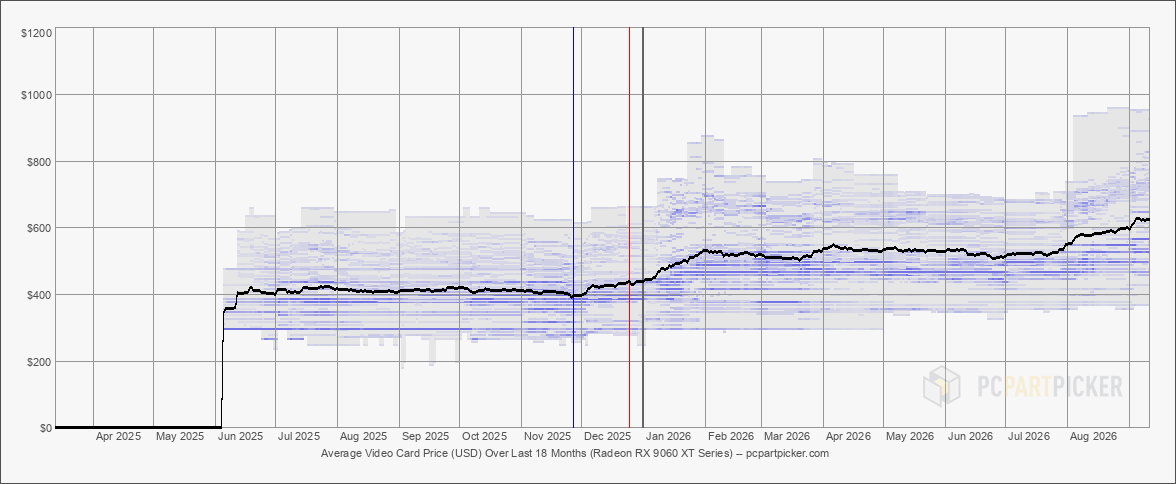 $1200
$1000
$800
$600
$400
$200
$0
PCPARTPICKER
Apr 2025 May 2025 Jun 2025 Jul 2025 Aug 2025 Sep 2025 Oct 2025 Nov 2025 Dec 2025 Jan 2026 Feb 2026 Mar 2026 Apr 2026 May 2026 Jun 2026 Jul 2026 Aug 2026
Average Video Card Price (USD) Over Last 18 Months (Radeon RX 9060 XT Series) -- pcpartpicker.com